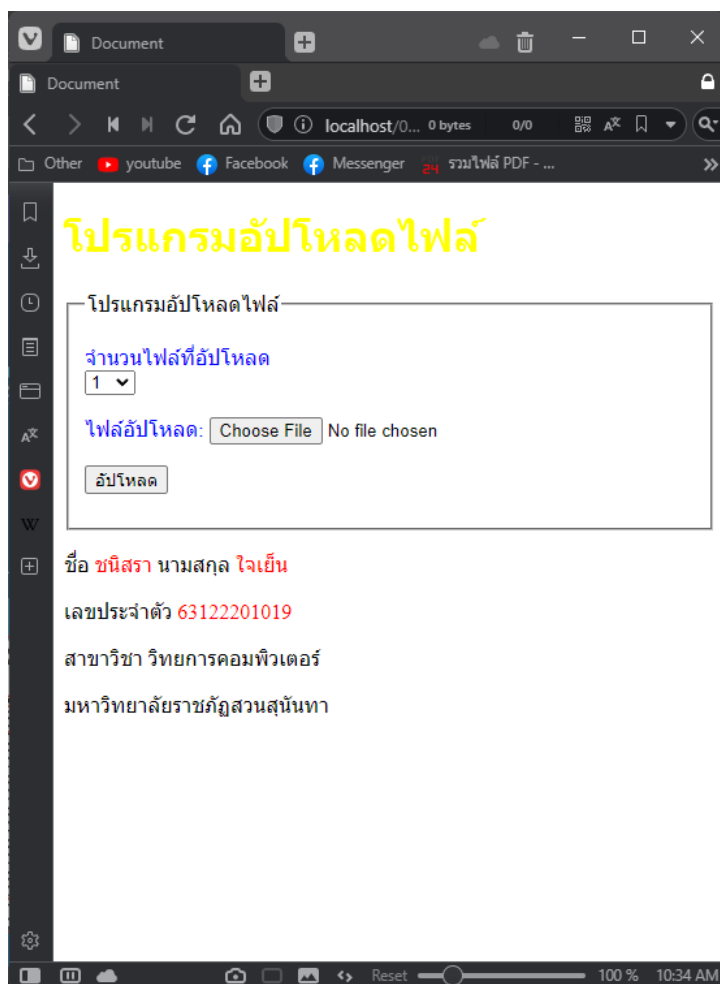 Document
Document
localhost/0... 0 bytes 0/0
Other youtube Facebook Messenger 24 รวมไฟล์ PDF - ...
โปรแกรมอัปโหลดไฟล์
โปรแกรมอัปโหลดไฟล์
จำนวนไฟล์ที่อัปโหลด
1
ไฟล์อัปโหลด: Choose File No file chosen
อัปโหลด
ชื่อ ชนิสรา นามสกุล ใจเย็น
เลขประจำตัว 63122201019
สาขาวิชา วิทยการคอมพิวเตอร์
มหาวิทยาลัยราชภัฏสวนสุนันทา
Reset 100 % 10:34 AM